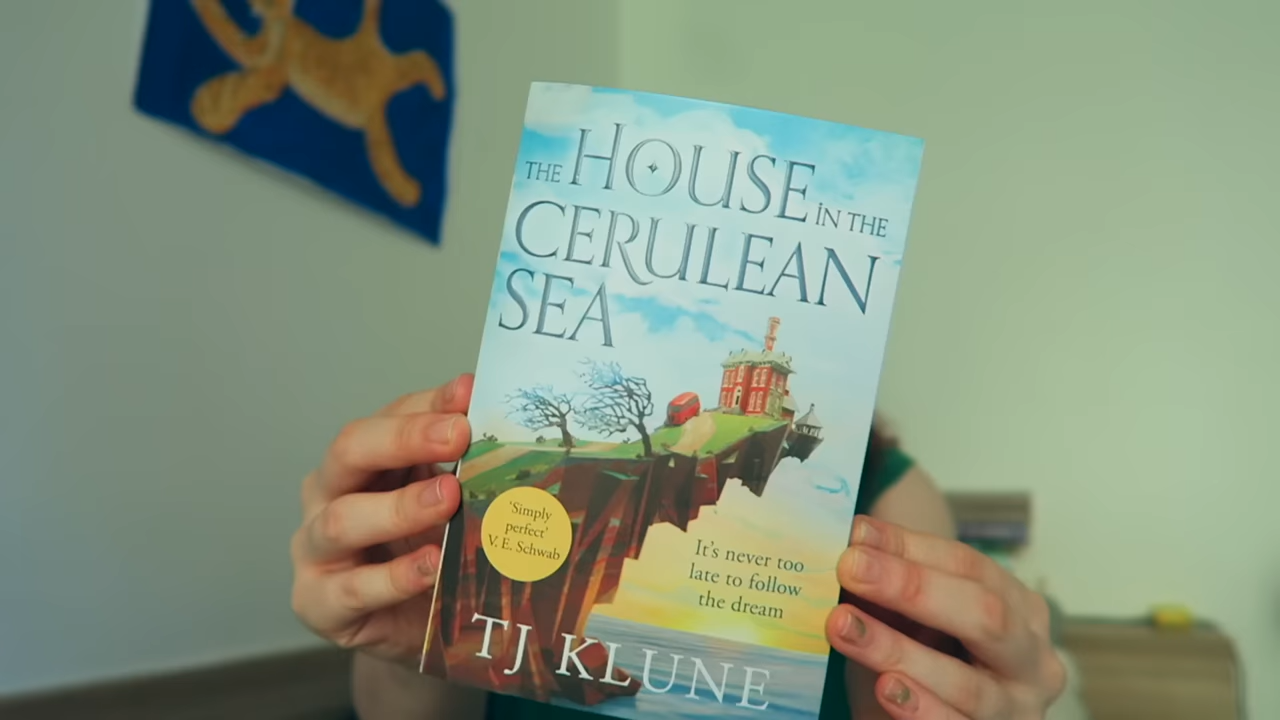 THE HOUSE IN THE
CERULEAN
SEA
'Simply
perfect'
V. E. Schwab
It's never too
late to follow
the dream
TJ KLUNE